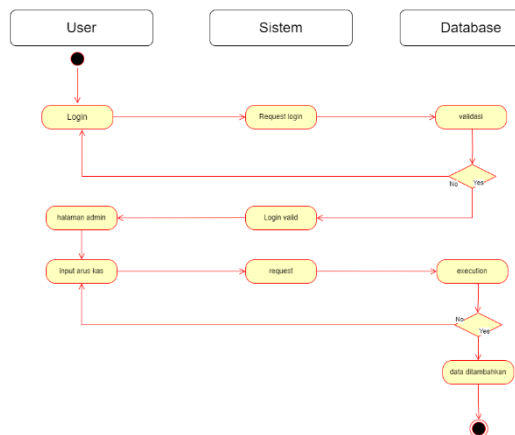 User
Sistem
Database
Login
Request login
validasi
No
Yes
halaman admin
Login valid
input arus kas
request
execution
No
Yes
data ditambahkan